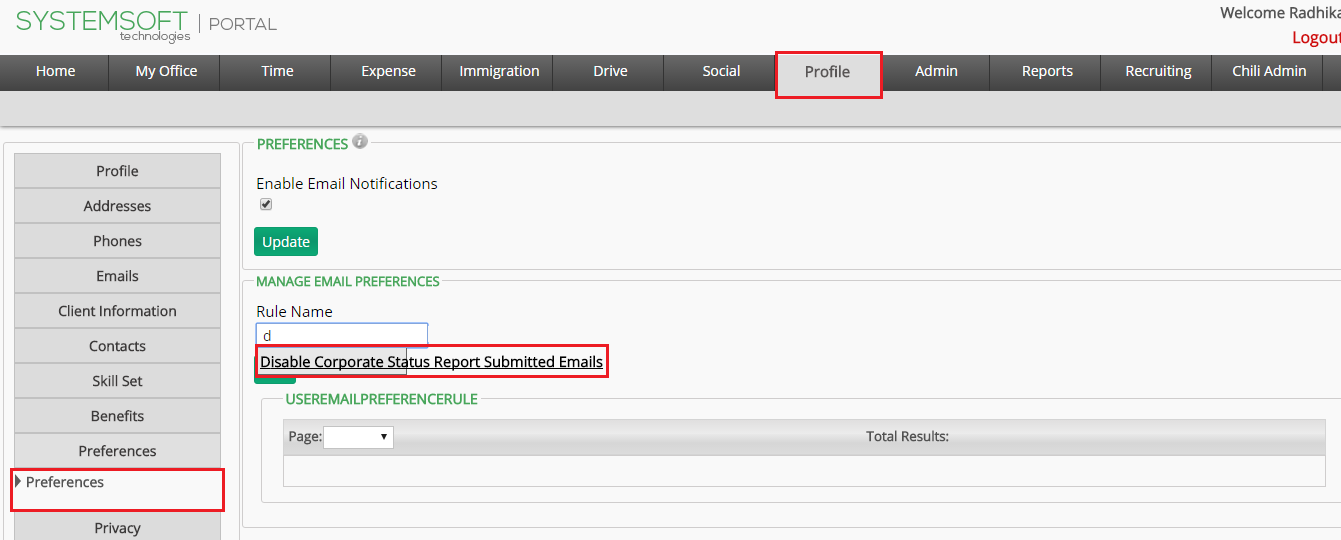 SYSTEMSOFT
technologies
PORTAL
Welcome Radhika
Logout
Home My Office Time Expense Immigration Drive Social Profile Admin Reports Recruiting Chili Admin
Profile
Addresses
Phones
Emails
Client Information
Contacts
Skill Set
Benefits
Preferences
Preferences
Privacy
PREFERENCES
Enable Email Notifications
Update
MANAGE EMAIL PREFERENCES
Rule Name
d
Disable Corporate Status Report Submitted Emails
USEREMAILPREFERENCERULE
Page: Total Results: